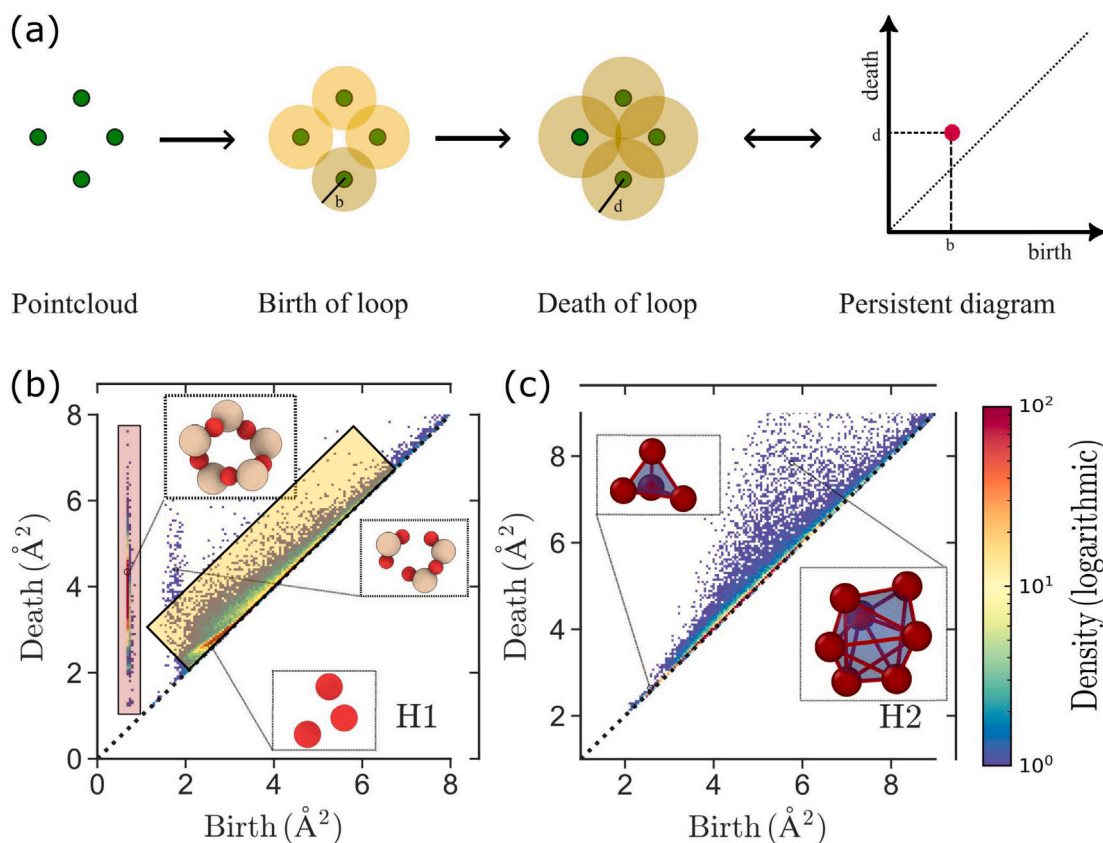 (a)
b
d
death
d
b
birth
Pointcloud
Birth of loop
Death of loop
Persistent diagram
(b)
8
6
4
2
0
0
2
4
6
8
Death (Å²)
Birth (Å²)
H1
(c)
8
6
4
2
2
4
6
8
Death (Å²)
Birth (Å²)
H2
10²
10¹
10⁰
Density (logarithmic)